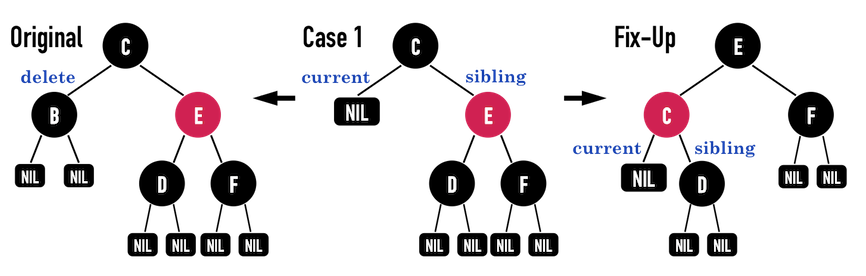 Original
C
delete
B
E
NIL
NIL
D
F
NIL
NIL
NIL
NIL
Case 1
C
current
sibling
NIL
E
D
F
NIL
NIL
NIL
NIL
Fix-Up
E
C
F
current
sibling
NIL
D
NIL
NIL
NIL
NIL